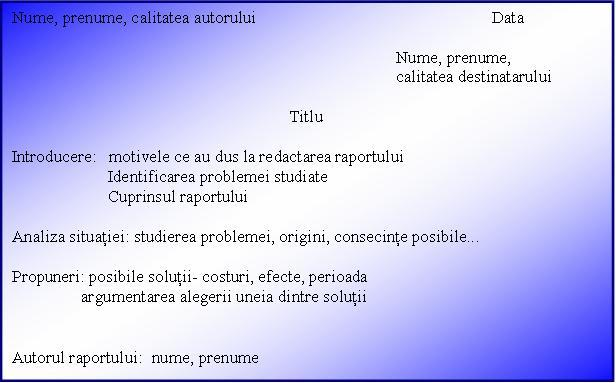 Nume, prenume, calitatea autorului Data
Nume, prenume,
calitatea destinatarului
Titlu
Introducere: motivele ce au dus la redactarea raportului
Identificarea problemei studiate
Cuprinsul raportului
Analiza situației: studierea problemei, origini, consecințe posibile...
Propuneri: posibile soluții- costuri, efecte, perioada
argumentarea alegerii uneia dintre soluții
Autorul raportului: nume, prenume